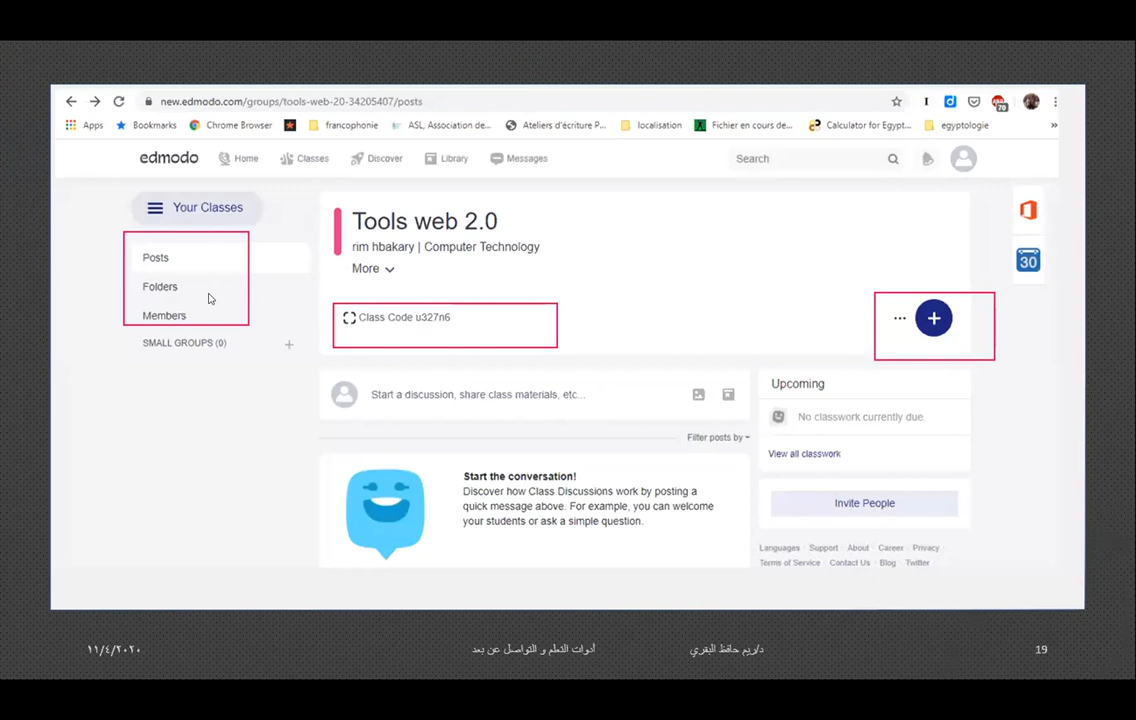 new.edmodo.com/groups/tools-web-20-34205407/posts
70
Apps Bookmarks Chrome Browser francophonie ASL, Association de... Ateliers d'écriture P... localisation Fichier en cours de... Calculator for Egypt... egyptologie »
edmodo Home Classes Discover Library Messages Search
Your Classes
Posts
Folders
Members
SMALL GROUPS (0) +
Tools web 2.0
rim hbakary | Computer Technology
More
Class Code u327n6
... +
30
Start a discussion, share class materials, etc...
Filter posts by
Start the conversation!
Discover how Class Discussions work by posting a
quick message above. For example, you can welcome
your students or ask a simple question.
Upcoming
No classwork currently due.
View all classwork
Invite People
Languages Support About Career Privacy
Terms of Service Contact Us Blog Twitter
١١/٤/٢٠٢٠
أدوات التعلم و التواصل عن بعد
د/ريم حافظ البقري
19